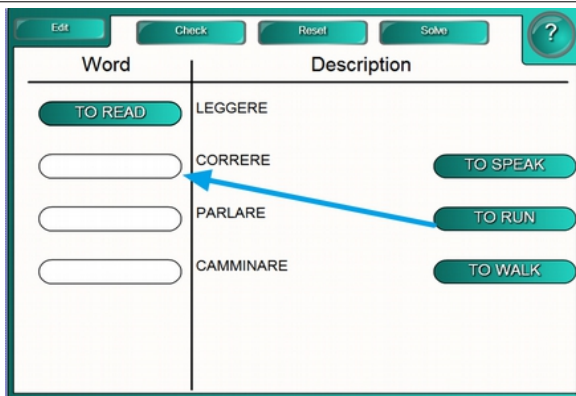 Edit Check Reset Solve ?
Word Description
TO READ LEGGERE
CORRERE TO SPEAK
PARLARE TO RUN
CAMMINARE TO WALK